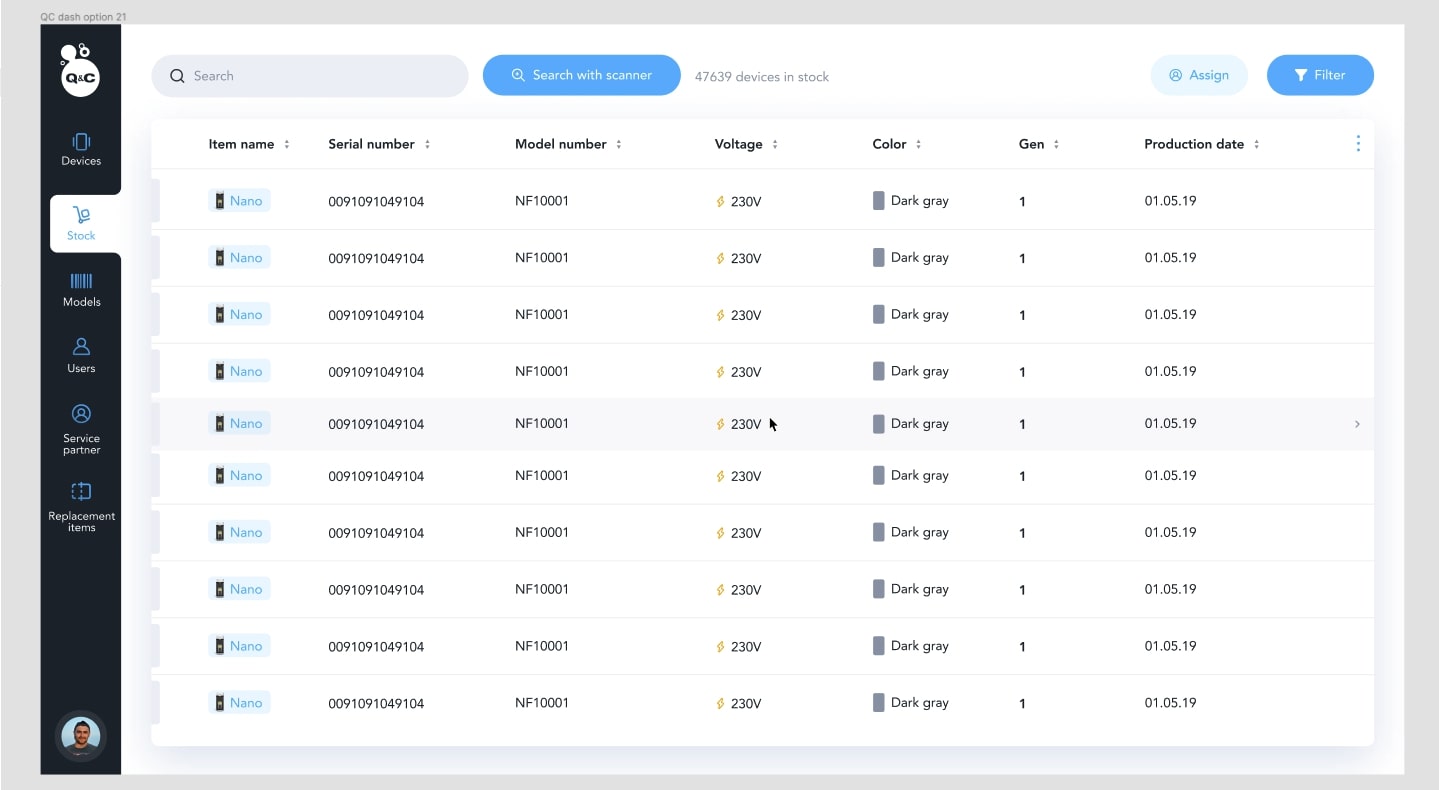 QC dash option 21
Q&C
Search
Search with scanner
47639 devices in stock
Assign
Filter
Devices
Stock
Models
Users
Service
partner
Replacement
items
Item name Serial number Model number Voltage Color Gen Production date
Nano 0091091049104 NF10001 230V Dark gray 1 01.05.19
Nano 0091091049104 NF10001 230V Dark gray 1 01.05.19
Nano 0091091049104 NF10001 230V Dark gray 1 01.05.19
Nano 0091091049104 NF10001 230V Dark gray 1 01.05.19
Nano 0091091049104 NF10001 230V Dark gray 1 01.05.19
Nano 0091091049104 NF10001 230V Dark gray 1 01.05.19
Nano 0091091049104 NF10001 230V Dark gray 1 01.05.19
Nano 0091091049104 NF10001 230V Dark gray 1 01.05.19
Nano 0091091049104 NF10001 230V Dark gray 1 01.05.19
Nano 0091091049104 NF10001 230V Dark gray 1 01.05.19